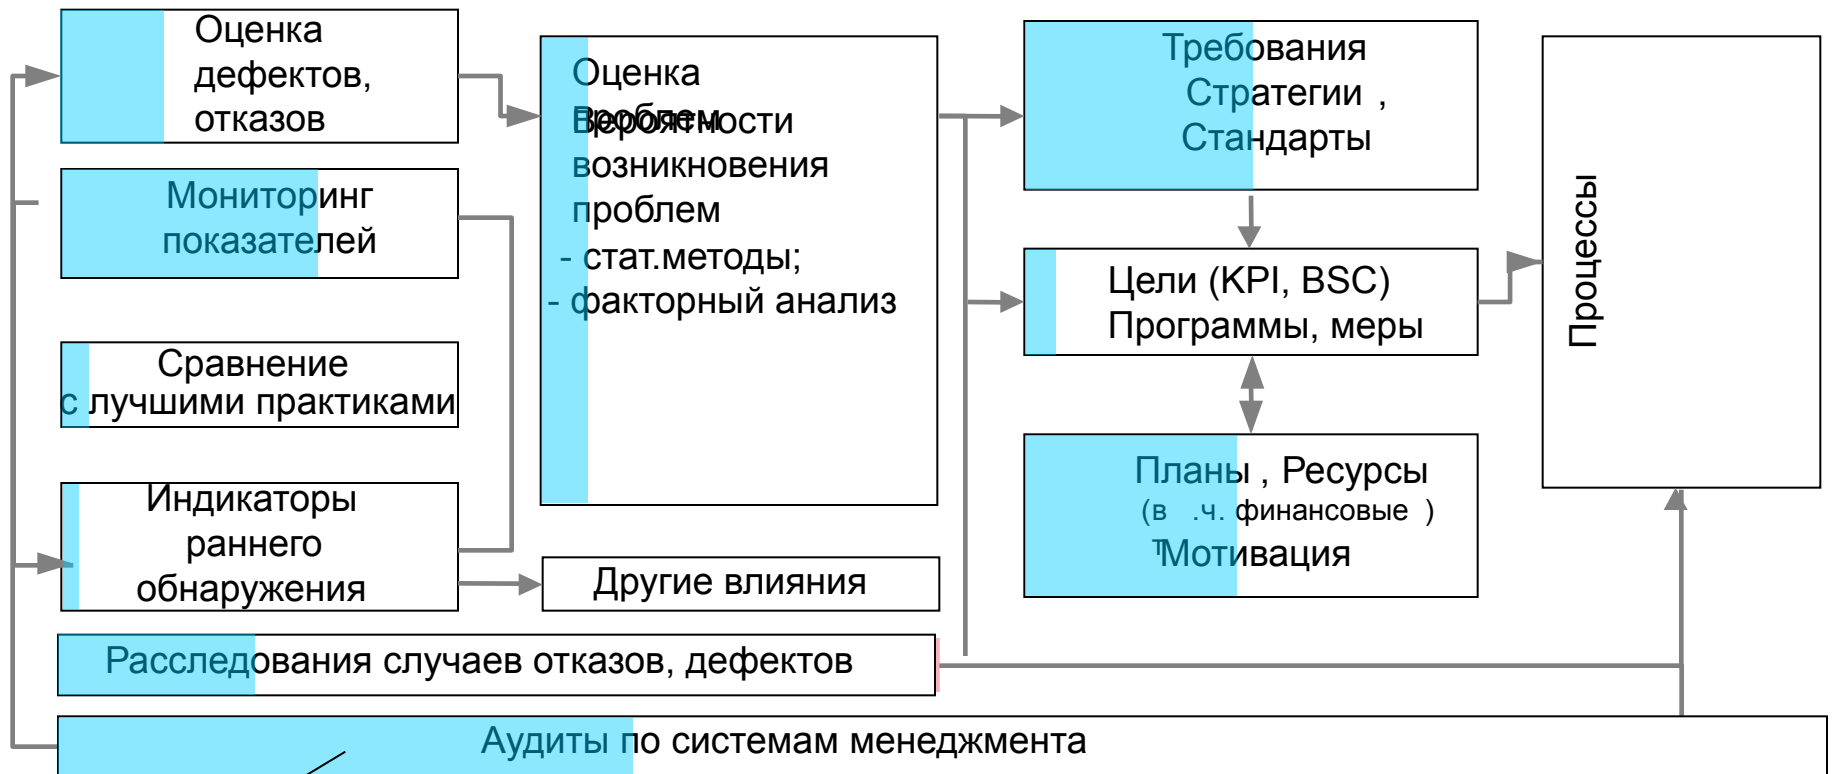 Оценка
дефектов,
отказов
Мониторинг
показателей
Сравнение
с лучшими практиками
Индикаторы
раннего
обнаружения
Оценка
проблем
Вероятности
возникновения
проблем
- стат.методы;
- факторный анализ
Другие влияния
Требования
Стратегии ,
Стандарты
Цели (KPI, BSC)
Программы, меры
Планы , Ресурсы
(в т.ч. финансовые )
Мотивация
Процессы
Расследования случаев отказов, дефектов
Аудиты по системам менеджмента